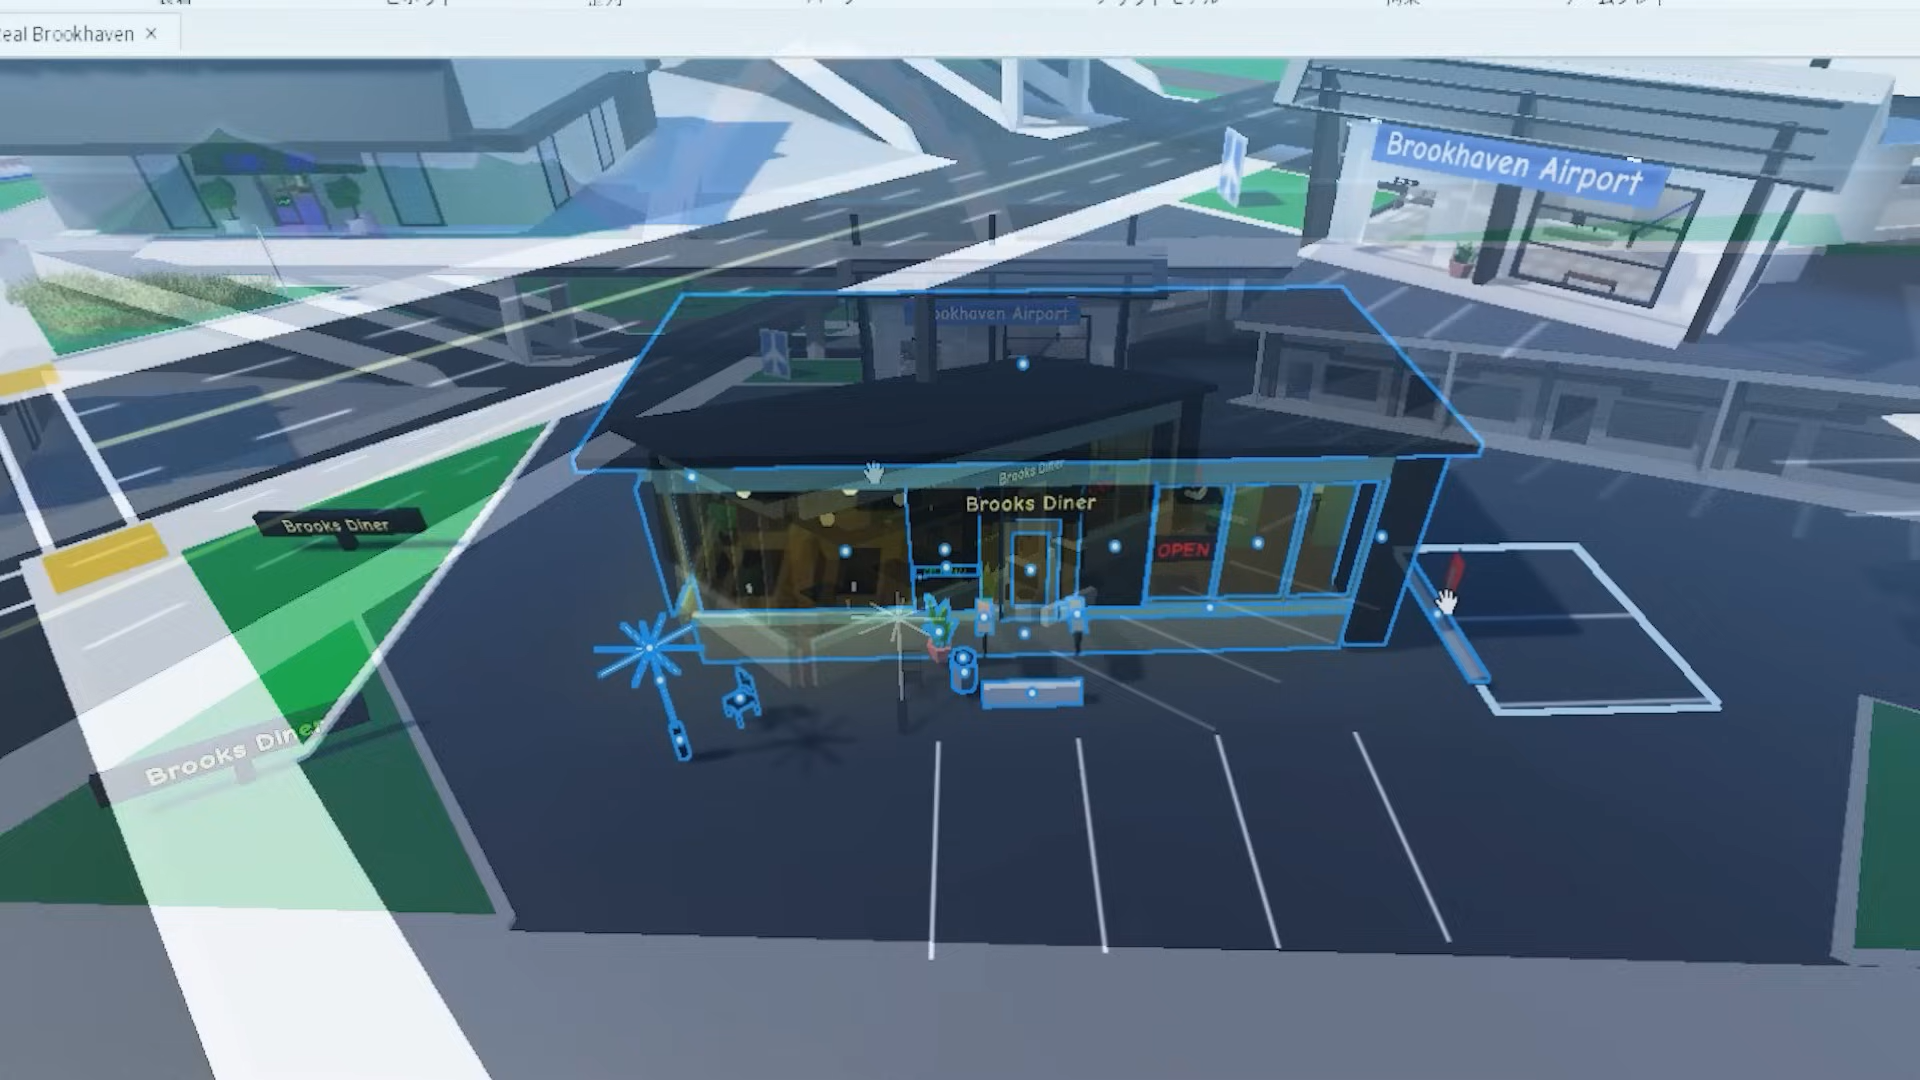 eal Brookhaven ×
Brookhaven Airport
ookhaven Airport
Brooks Diner
Brooks Diner
Brooks Diner
OPEN
Brooks Diner